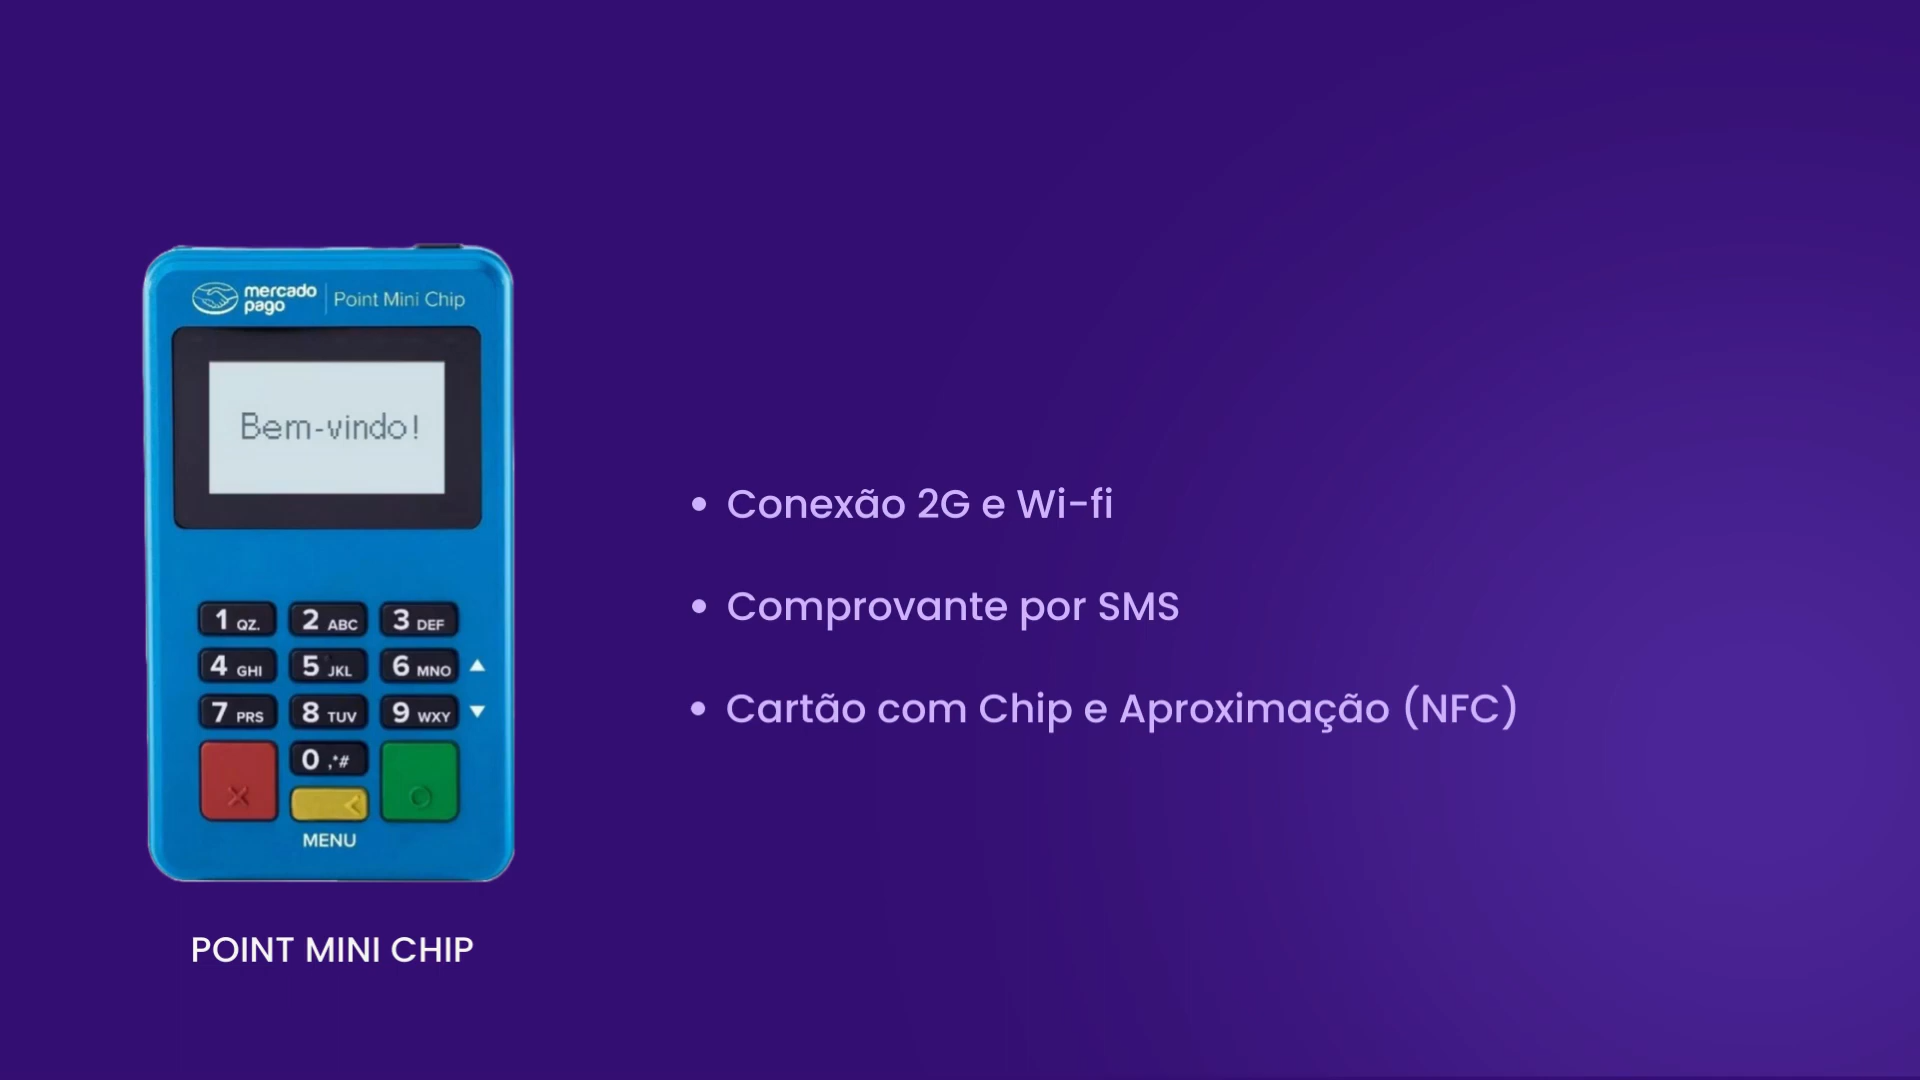 mercado
pago
Point Mini Chip
Bem-vindo!
1 QZ. 2 ABC 3 DEF
4 GHI 5 JKL 6 MNO
7 PRS 8 TUV 9 WXY
0 ,*#
MENU
POINT MINI CHIP
• Conexão 2G e Wi-fi
• Comprovante por SMS
• Cartão com Chip e Aproximação (NFC)